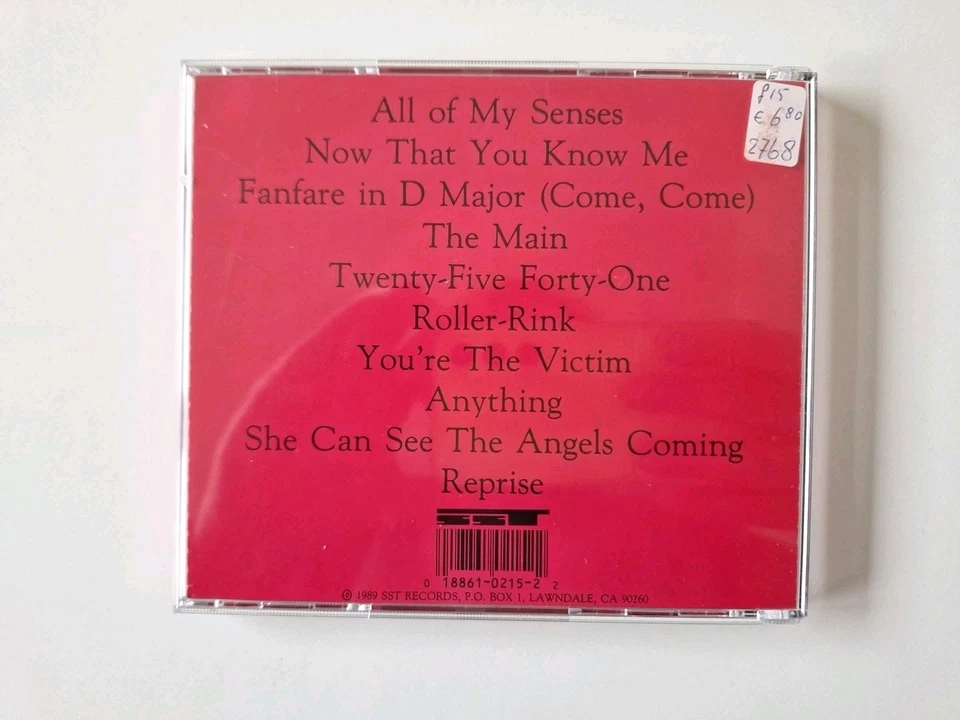 All of My Senses
Now That You Know Me
Fanfare in D Major (Come, Come)
The Main
Twenty-Five Forty-One
Roller-Rink
You're The Victim
Anything
She Can See The Angels Coming
Reprise
SST
0 18861-0215-2 2
℗ 1989 SST RECORDS, P.O. BOX 1, LAWNDALE, CA 90260
f15
€ 6 80
2768